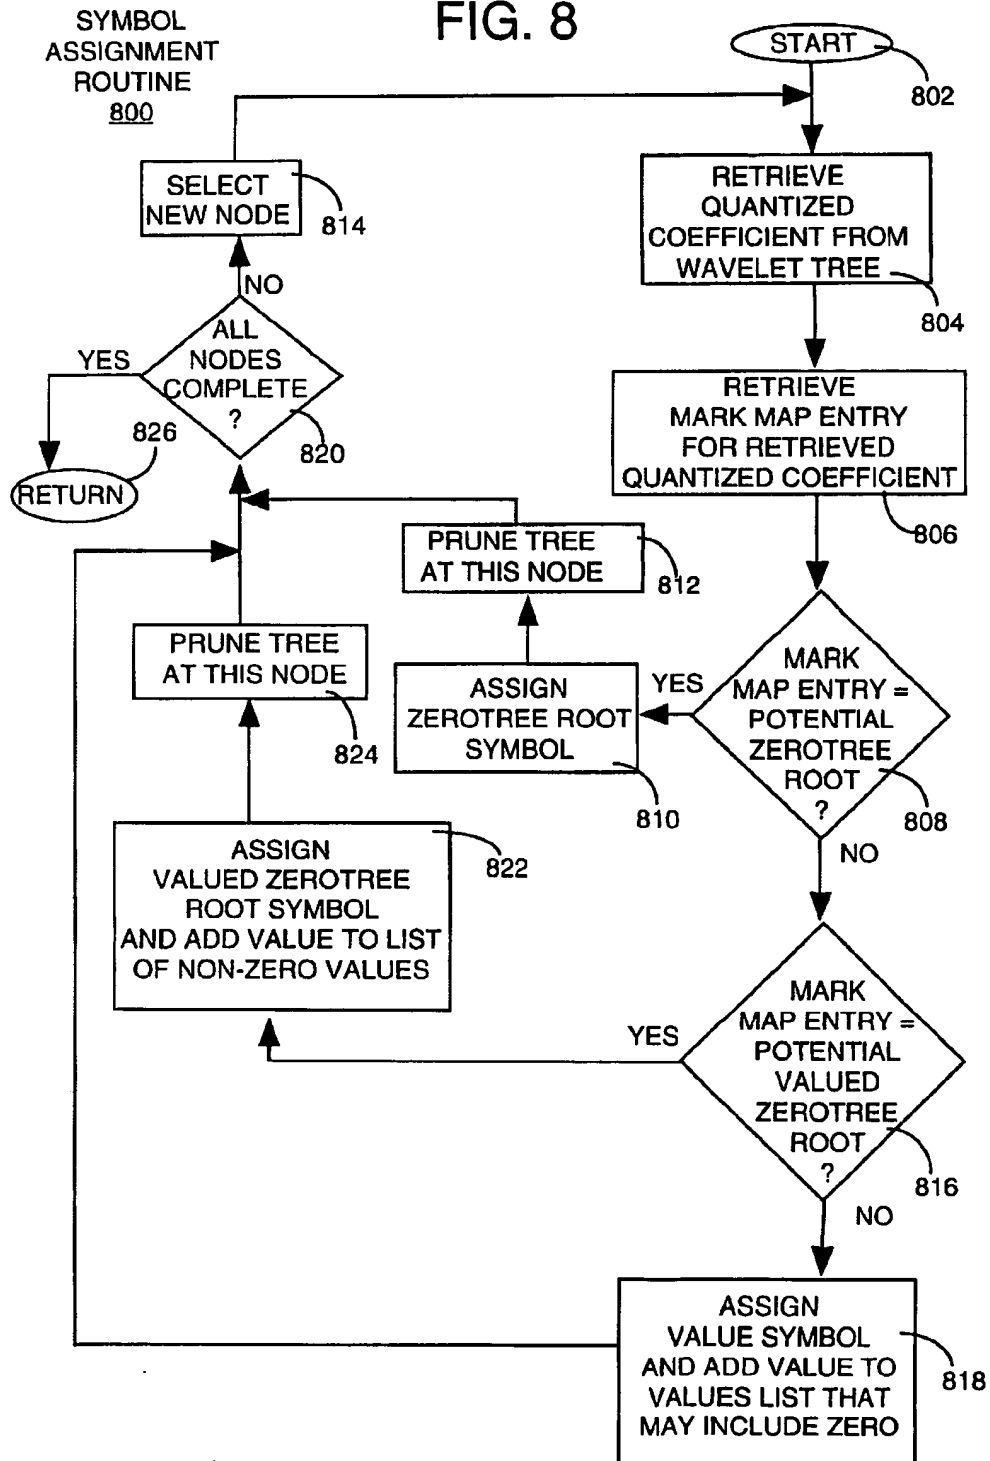 FIG. 8
SYMBOL
ASSIGNMENT
ROUTINE
800
START
802
RETRIEVE
QUANTIZED
COEFFICIENT FROM
WAVELET TREE
804
RETRIEVE
MARK MAP ENTRY
FOR RETRIEVED
QUANTIZED COEFFICIENT
806
MARK
MAP ENTRY =
POTENTIAL
ZEROTREE
ROOT
?
808
YES
NO
ASSIGN
ZEROTREE ROOT
SYMBOL
810
PRUNE TREE
AT THIS NODE
812
SELECT
NEW NODE
814
NO
ALL
NODES
COMPLETE
?
820
YES
826
RETURN
PRUNE TREE
AT THIS NODE
824
ASSIGN
VALUED ZEROTREE
ROOT SYMBOL
AND ADD VALUE TO LIST
OF NON-ZERO VALUES
822
MARK
MAP ENTRY =
POTENTIAL
VALUED
ZEROTREE
ROOT
?
816
YES
NO
ASSIGN
VALUE SYMBOL
AND ADD VALUE TO
VALUES LIST THAT
MAY INCLUDE ZERO
818